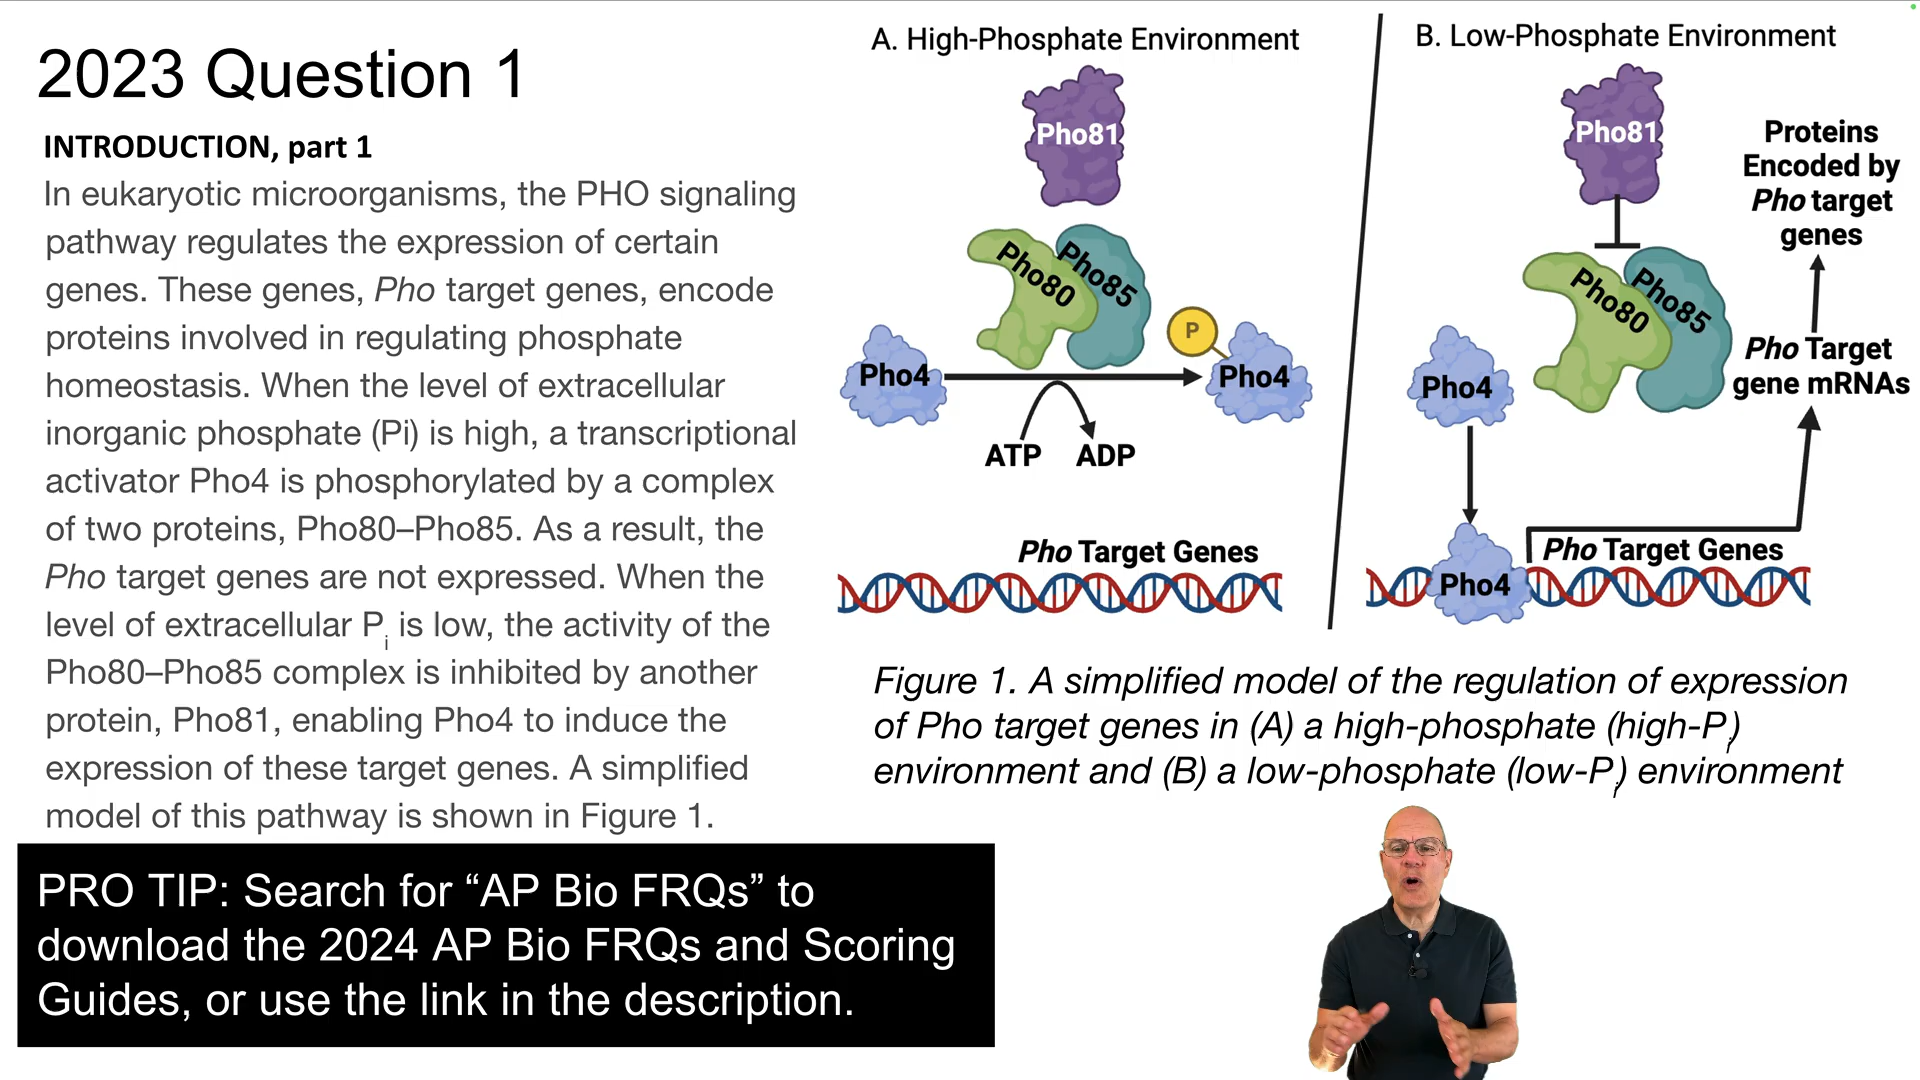 2023 Question 1
INTRODUCTION, part 1
In eukaryotic microorganisms, the PHO signaling
pathway regulates the expression of certain
genes. These genes, Pho target genes, encode
proteins involved in regulating phosphate
homeostasis. When the level of extracellular
inorganic phosphate (Pi) is high, a transcriptional
activator Pho4 is phosphorylated by a complex
of two proteins, Pho80–Pho85. As a result, the
Pho target genes are not expressed. When the
level of extracellular Pi is low, the activity of the
Pho80–Pho85 complex is inhibited by another
protein, Pho81, enabling Pho4 to induce the
expression of these target genes. A simplified
model of this pathway is shown in Figure 1.
PRO TIP: Search for “AP Bio FRQs” to
download the 2024 AP Bio FRQs and Scoring
Guides, or use the link in the description.
A. High-Phosphate Environment
Pho81
Pho80
Pho85
P
Pho4
Pho4
ATP
ADP
Pho Target Genes
B. Low-Phosphate Environment
Pho81
Proteins
Encoded by
Pho target
genes
Pho80
Pho85
Pho4
Pho Target
gene mRNAs
Pho Target Genes
Pho4
Figure 1. A simplified model of the regulation of expression
of Pho target genes in (A) a high-phosphate (high-Pi)
environment and (B) a low-phosphate (low-Pi) environment